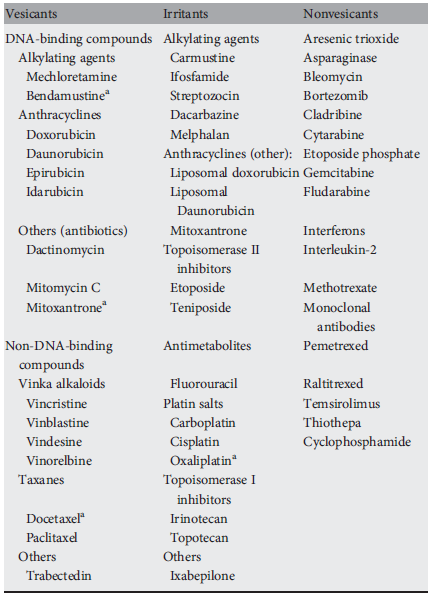 Vesicants Irritants Nonvesicants
DNA-binding compounds Alkylating agents Aresenic trioxide
Alkylating agents Carmustine Asparaginase
Mechloretamine Ifosfamide Bleomycin
Bendamustineᵃ Streptozocin Bortezomib
Anthracyclines Dacarbazine Cladribine
Doxorubicin Melphalan Cytarabine
Daunorubicin Anthracyclines (other): Etoposide phosphate
Epirubicin Liposomal doxorubicin Gemcitabine
Idarubicin Liposomal Fludarabine
Daunorubicin
Others (antibiotics) Mitoxantrone Interferons
Dactinomycin Topoisomerase II Interleukin-2
inhibitors
Mitomycin C Etoposide Methotrexate
Mitoxantroneᵃ Teniposide Monoclonal
antibodies
Non-DNA-binding Antimetabolites Pemetrexed
compounds
Vinka alkaloids Fluorouracil Raltitrexed
Vincristine Platin salts Temsirolimus
Vinblastine Carboplatin Thiothepa
Vindesine Cisplatin Cyclophosphamide
Vinorelbine Oxaliplatinᵃ
Taxanes Topoisomerase I
inhibitors
Docetaxelᵃ Irinotecan
Paclitaxel Topotecan
Others Others
Trabectedin Ixabepilone